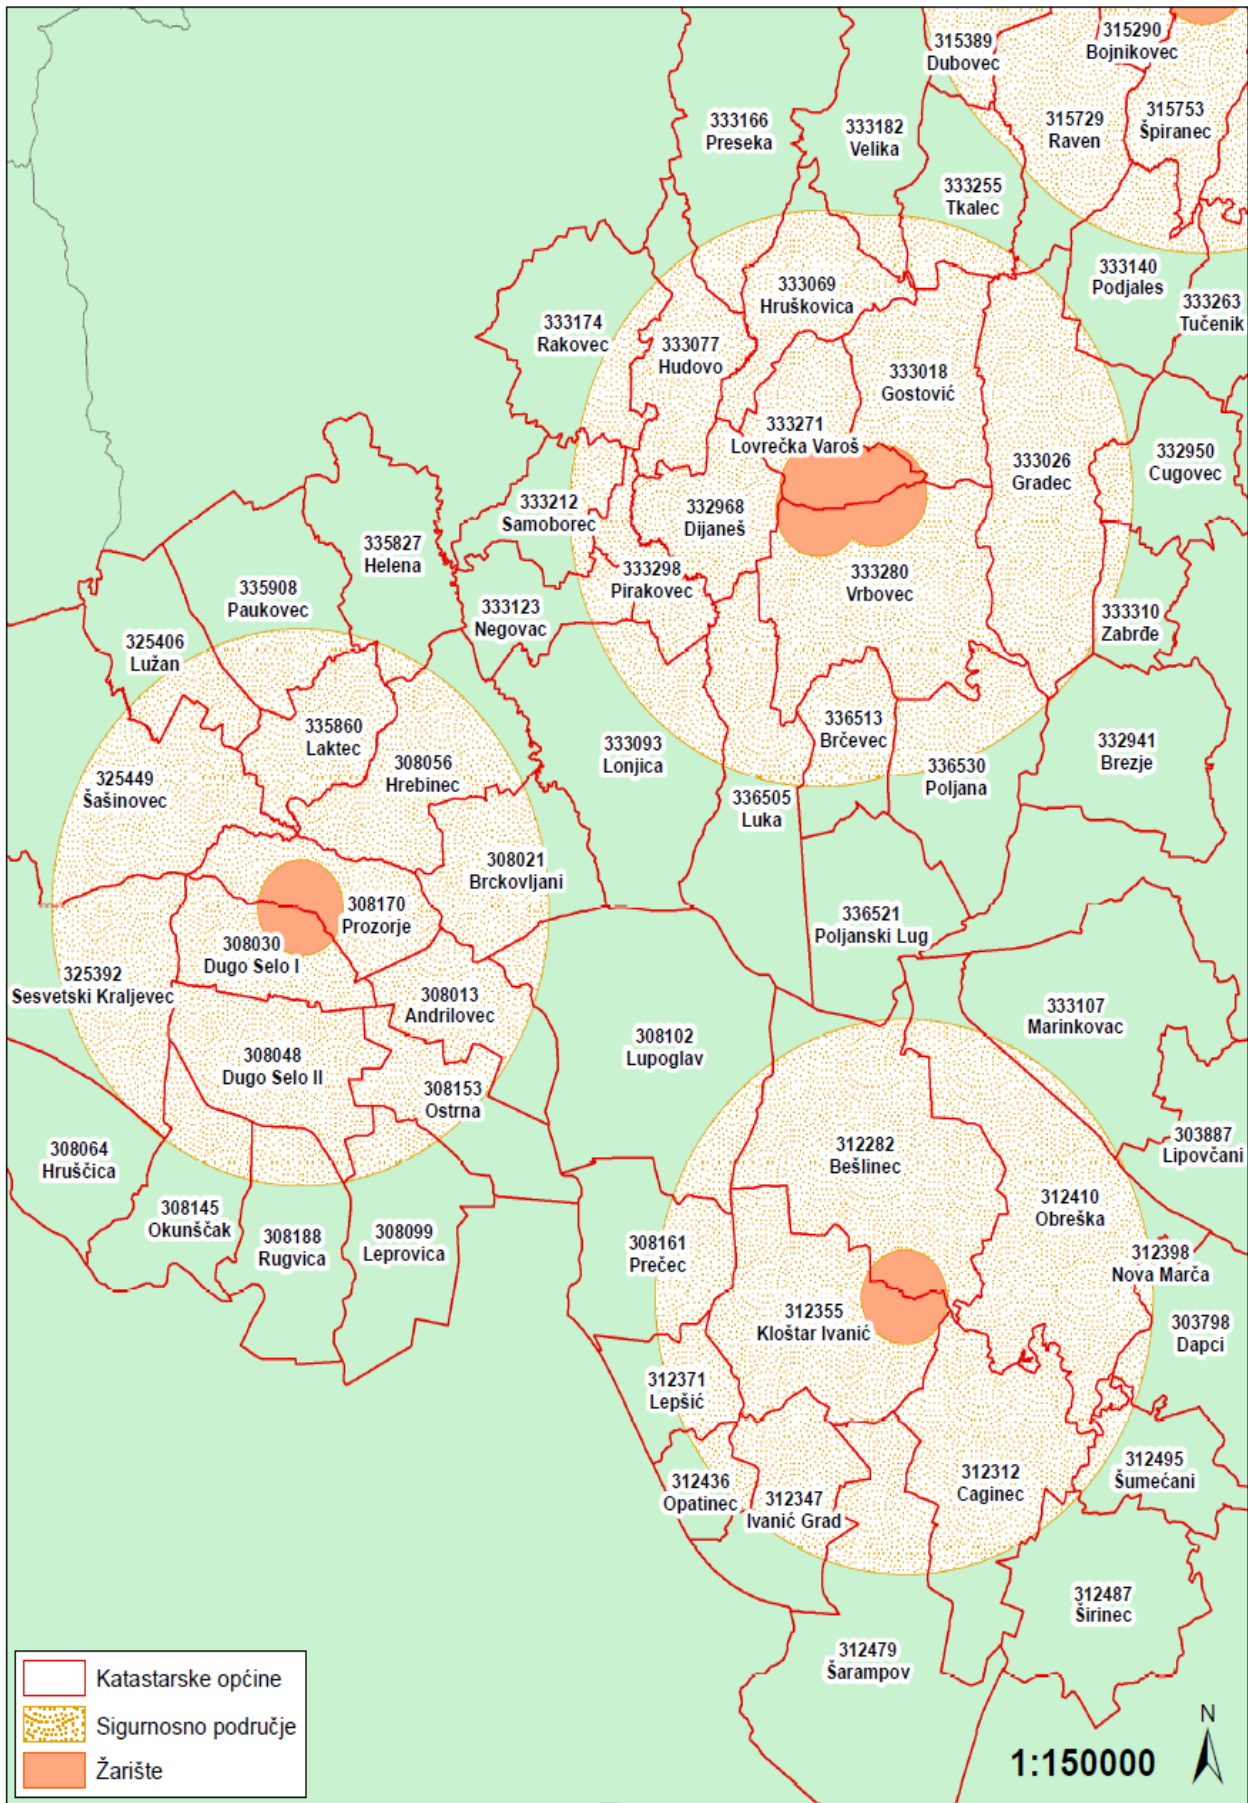 315389
Dubovec
315290
Bojnikovec
333166
Preseka
333182
Velika
315729
Raven
315753
Špiranec
333255
Tkalec
333069
Hruškovica
333140
Podjales
333263
Tučenik
333174
Rakovec
333077
Hudovo
333018
Gostović
333271
Lovrečka Varoš
333026
Gradec
332950
Cugovec
333212
Samoborec
332968
Dijaneš
335827
Helena
335908
Paukovec
333298
Pirakovec
333280
Vrbovec
333123
Negovac
333310
Zabrđe
325406
Lužan
335860
Laktec
336513
Brčevec
333093
Lonjica
332941
Brezje
308056
Hrebinec
336530
Poljana
325449
Šašinovec
336505
Luka
308021
Brckovljani
308170
Prozorje
336521
Poljanski Lug
308030
Dugo Selo I
325392
Sesvetski Kraljevec
308013
Andrilovec
333107
Marinkovac
308102
Lupoglav
308048
Dugo Selo II
308153
Ostrna
308064
Hruščica
312282
Bešlinec
303887
Lipovčani
312410
Obreška
308145
Okunščak
308188
Rugvica
308099
Leprovica
308161
Prečec
312398
Nova Marča
312355
Kloštar Ivanić
303798
Dapci
312371
Lepšić
312436
Opatinec
312347
Ivanić Grad
312312
Caginec
312495
Šumećani
312487
Širinec
312479
Šarampov
Katastarske općine
Sigurnosno područje
Žarište
1:150000
N